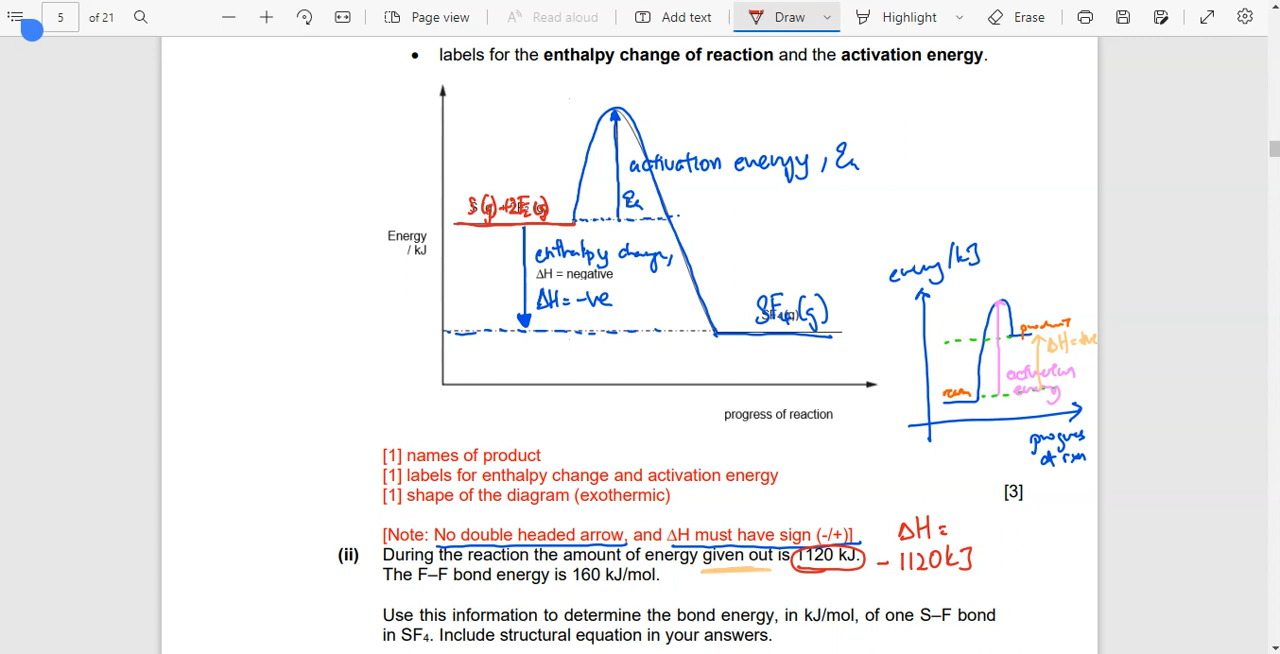 5 of 21 Page view Read aloud Add text Draw Highlight Erase
• labels for the enthalpy change of reaction and the activation energy.
activation energy, Ea
Ea
S(g) + 2F2(g)
Energy
/ kJ
enthalpy change,
ΔH = negative
ΔH = -ve
SF4(g)
progress of reaction
energy/kJ
product
ΔH=+ve
activation
energy
progress
of rxn
[1] names of product
[1] labels for enthalpy change and activation energy
[1] shape of the diagram (exothermic)
[3]
[Note: No double headed arrow, and ΔH must have sign (-/+)]
ΔH =
- 1120kJ
(ii) During the reaction the amount of energy given out is 1120 kJ.
The F–F bond energy is 160 kJ/mol.
Use this information to determine the bond energy, in kJ/mol, of one S–F bond
in SF4. Include structural equation in your answers.